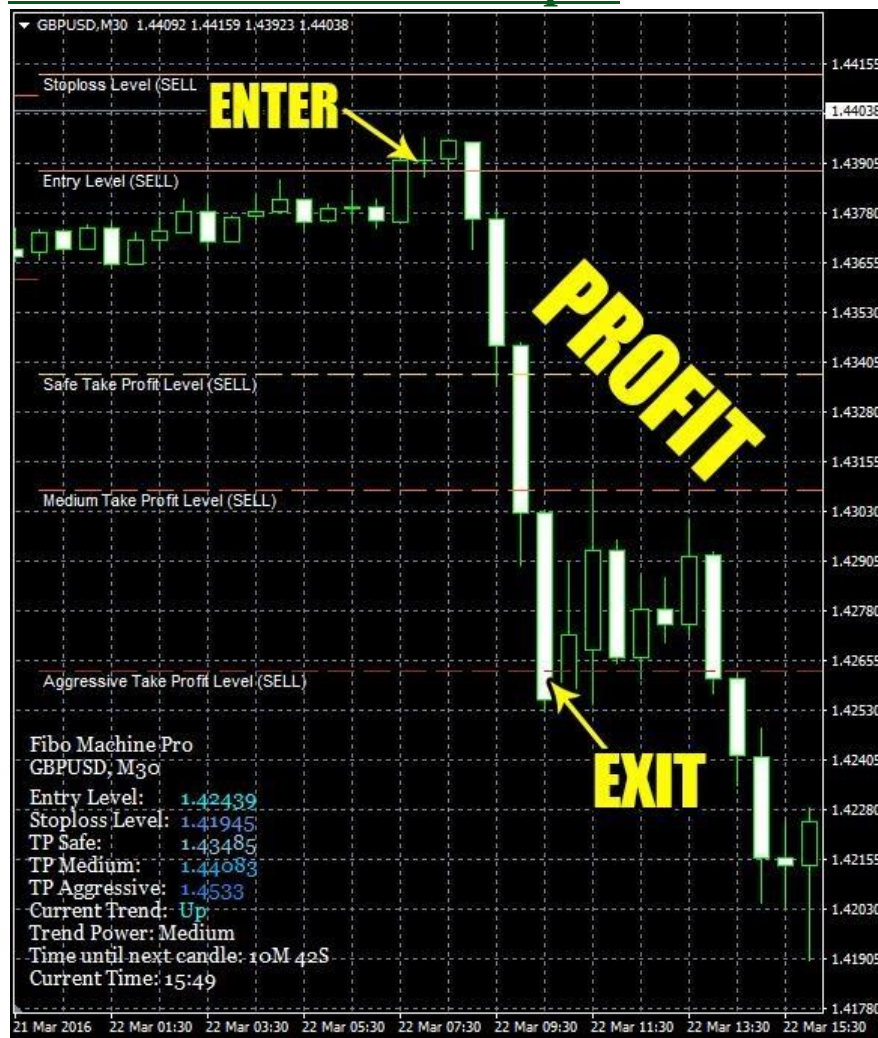 GBPUSD,M30 1.44092 1.44159 1.43923 1.44038
1.44155
Stoploss Level (SELL
ENTER
1.44038
1.43905
Entry Level (SELL)
1.43780
1.43655
PROFIT
1.43530
1.43405
Safe Take Profit Level (SELL)
1.43280
1.43155
Medium Take Profit Level (SELL)
1.43030
1.42905
1.42780
1.42655
Aggressive Take Profit Level (SELL)
1.42530
Fibo Machine Pro
GBPUSD, M30
1.42405
EXIT
Entry Level: 1.42439
1.42280
Stoploss Level: 1.41945
TP Safe: 1.43485
1.42155
TP Medium: 1.44083
TP Aggressive: 1.4533
Current Trend: Up
1.42030
Trend Power: Medium
Time until next candle: 10M 42S
1.41905
Current Time: 15:49
1.41780
21 Mar 2016 22 Mar 01:30 22 Mar 03:30 22 Mar 05:30 22 Mar 07:30 22 Mar 09:30 22 Mar 11:30 22 Mar 13:30 22 Mar 15:30